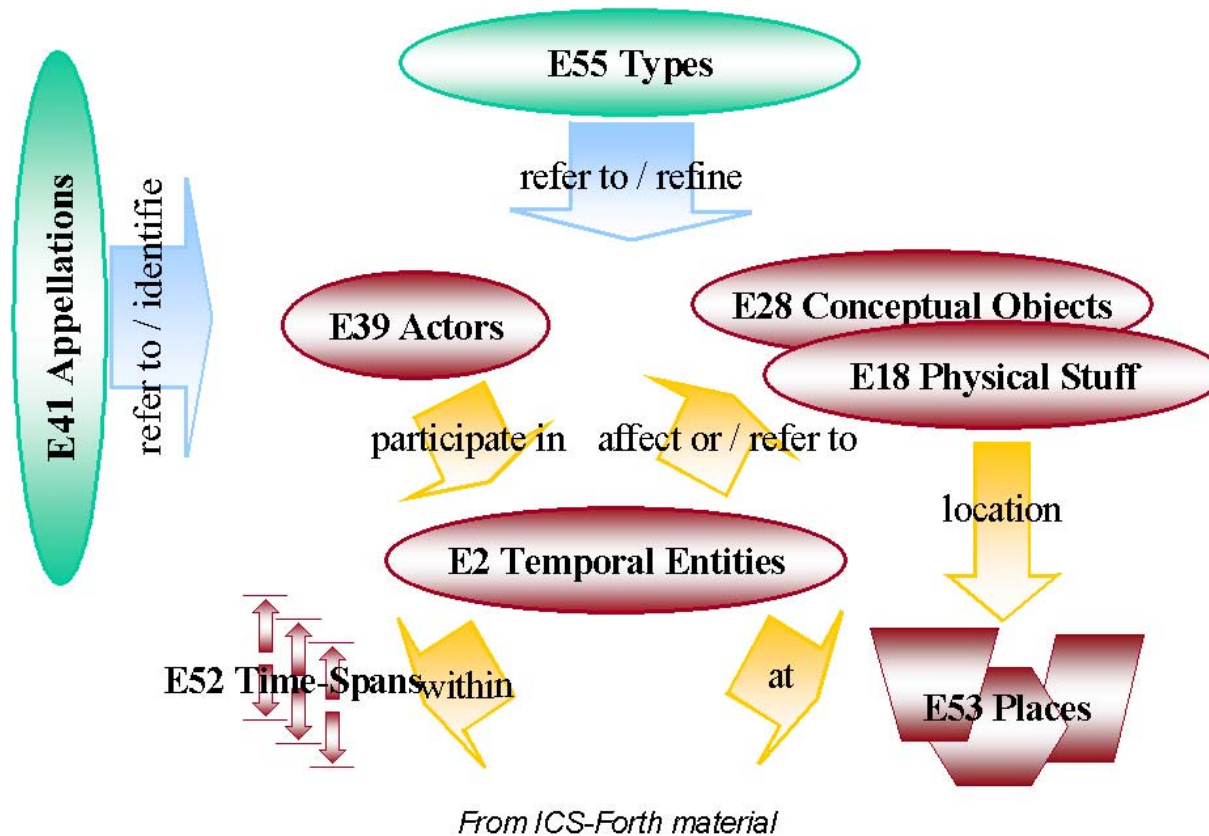 E55 Types
refer to / refine
E41 Appellations
refer to / identifie
E39 Actors
E28 Conceptual Objects
E18 Physical Stuff
participate in
affect or / refer to
location
E2 Temporal Entities
E52 Time-Spans
within
at
E53 Places
From ICS-Forth material